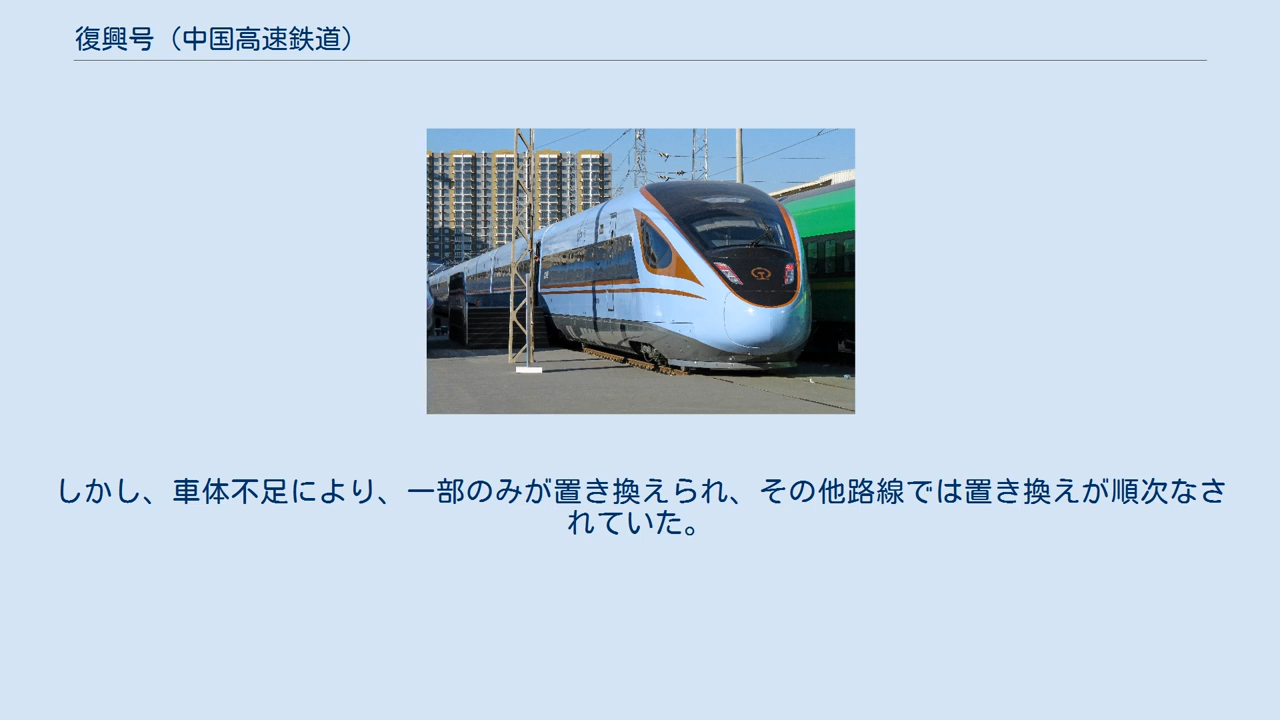 復興号（中国高速鉄道）
しかし、車体不足により、一部のみが置き換えられ、その他路線では置き換えが順次なさ
れていた。